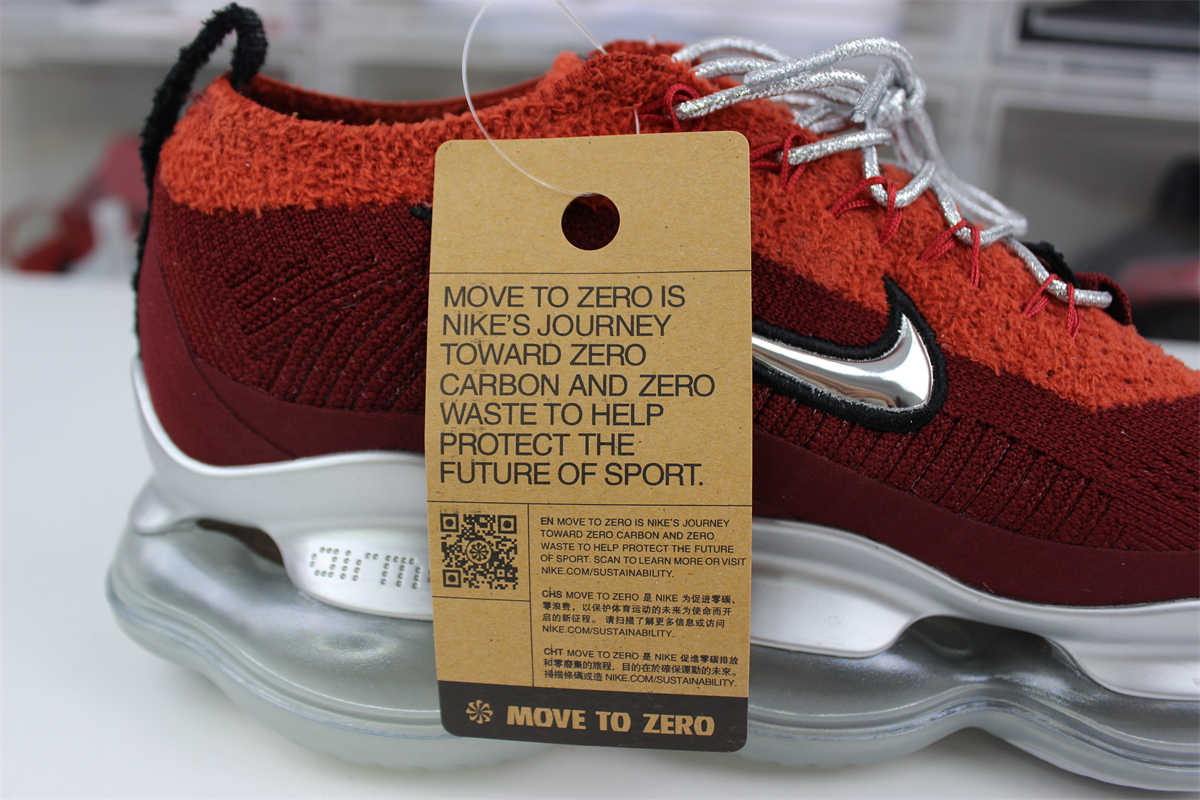 MOVE TO ZERO IS
NIKE'S JOURNEY
TOWARD ZERO
CARBON AND ZERO
WASTE TO HELP
PROTECT THE
FUTURE OF SPORT.
EN MOVE TO ZERO IS NIKE'S JOURNEY
TOWARD ZERO CARBON AND ZERO
WASTE TO HELP PROTECT THE FUTURE
OF SPORT. SCAN TO LEARN MORE OR VISIT
NIKE.COM/SUSTAINABILITY.
CHS MOVE TO ZERO 是 NIKE 为促进零碳、
零浪费，以保护体育运动的未来为使命而开
启的新征程。 请扫描了解更多信息或访问
NIKE.COM/SUSTAINABILITY.
CHT MOVE TO ZERO 是 NIKE 促進零碳排放
和零廢棄的旅程，目的在於確保運動的未來。
掃描條碼或造 NIKE.COM/SUSTAINABILITY.
MOVE TO ZERO